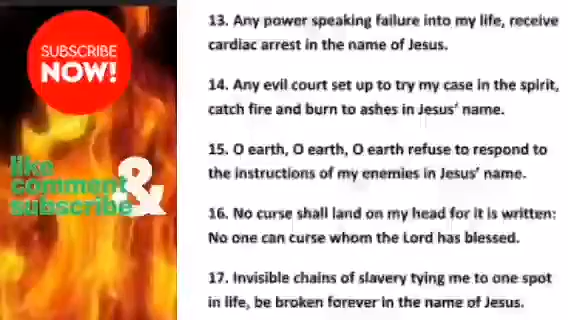 SUBSCRIBE
NOW!
like
comment &
subscribe
13. Any power speaking failure into my life, receive
cardiac arrest in the name of Jesus.
14. Any evil court set up to try my case in the spirit,
catch fire and burn to ashes in Jesus’ name.
15. O earth, O earth, O earth refuse to respond to
the instructions of my enemies in Jesus’ name.
16. No curse shall land on my head for it is written:
No one can curse whom the Lord has blessed.
17. Invisible chains of slavery tying me to one spot
in life, be broken forever in the name of Jesus.